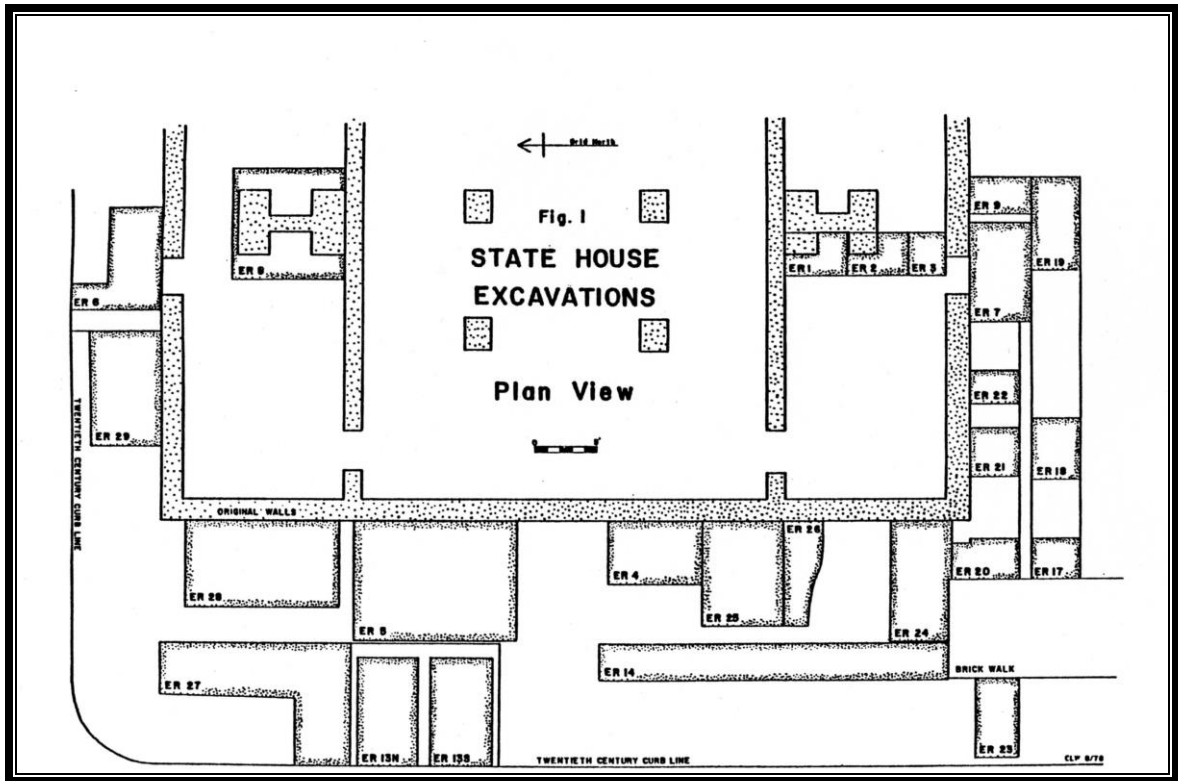 Grid North
Fig. 1
STATE HOUSE
EXCAVATIONS
Plan View
ER 9
ER 19
ER 8
ER 1
ER 2
ER 3
ER 6
ER 7
ER 22
ER 29
ER 21
ER 18
TWENTIETH CENTURY CURB LINE
ORIGINAL WALLS
ER 26
ER 4
ER 20
ER 17
ER 28
ER 25
ER 5
ER 24
BRICK WALK
ER 14
ER 27
ER 13N
ER 13S
ER 23
TWENTIETH CENTURY CURB LINE